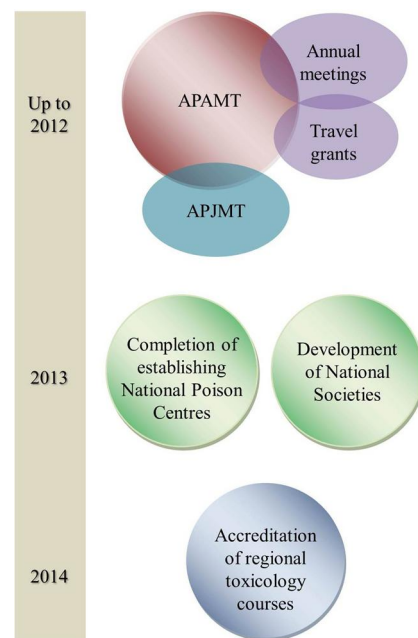 Up to
2012
APAMT
Annual
meetings
Travel
grants
APJMT
2013
Completion of
establishing
National Poison
Centres
Development
of National
Societies
2014
Accreditation
of regional
toxicology
courses